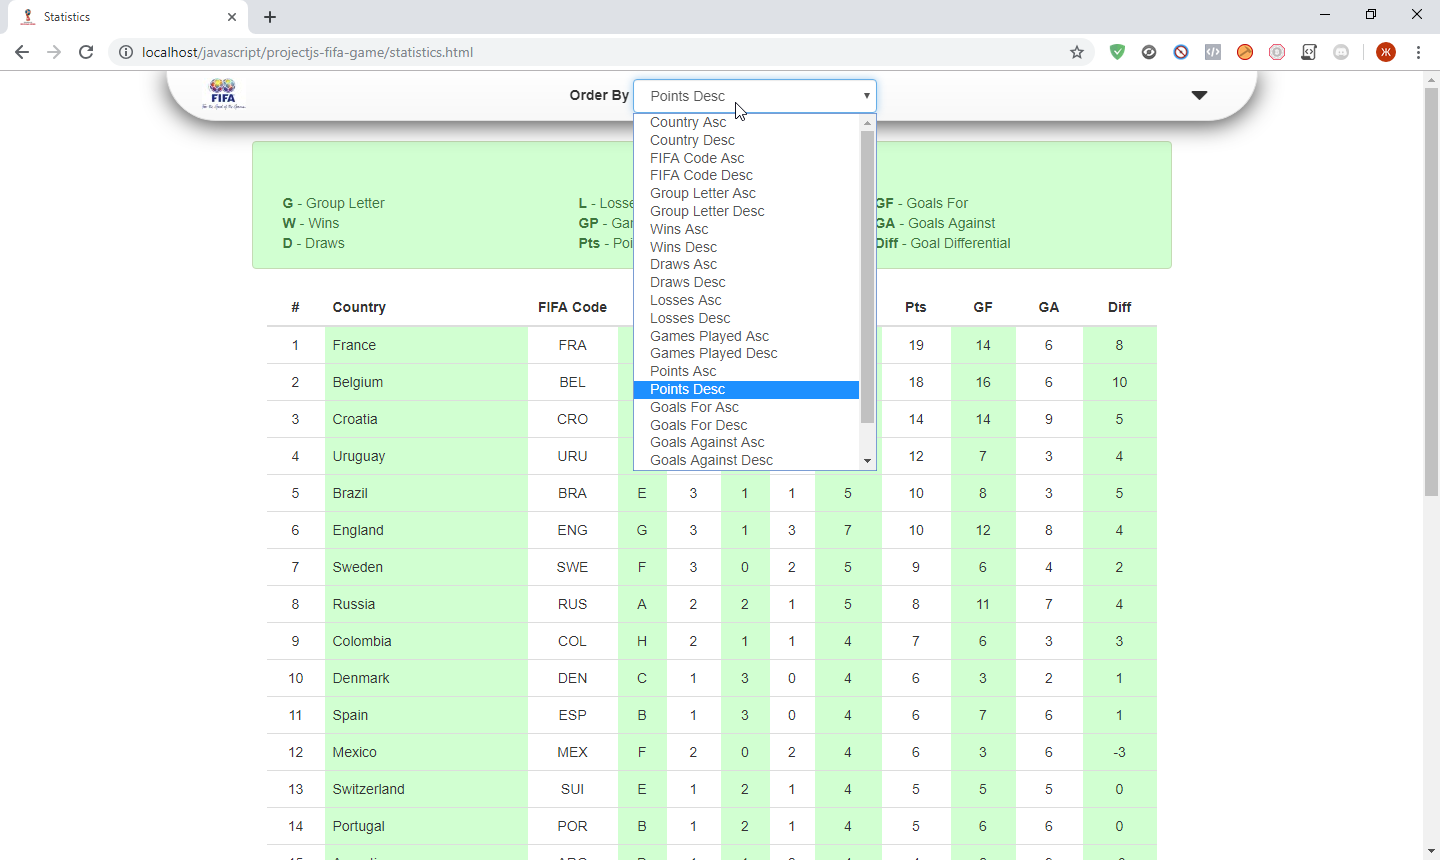 Statistics
localhost/javascript/projectjs-fifa-game/statistics.html
Ж
FIFA
For the Good of the Game
Order By Points Desc
Country Asc
Country Desc
FIFA Code Asc
FIFA Code Desc
Group Letter Asc
Group Letter Desc
Wins Asc
Wins Desc
Draws Asc
Draws Desc
Losses Asc
Losses Desc
Games Played Asc
Games Played Desc
Points Asc
Points Desc
Goals For Asc
Goals For Desc
Goals Against Asc
Goals Against Desc
G - Group Letter L - Losse GF - Goals For
W - Wins GP - Gar GA - Goals Against
D - Draws Pts - Poi Diff - Goal Differential
# Country FIFA Code Pts GF GA Diff
1 France FRA 19 14 6 8
2 Belgium BEL 18 16 6 10
3 Croatia CRO 14 14 9 5
4 Uruguay URU 12 7 3 4
5 Brazil BRA E 3 1 1 5 10 8 3 5
6 England ENG G 3 1 3 7 10 12 8 4
7 Sweden SWE F 3 0 2 5 9 6 4 2
8 Russia RUS A 2 2 1 5 8 11 7 4
9 Colombia COL H 2 1 1 4 7 6 3 3
10 Denmark DEN C 1 3 0 4 6 3 2 1
11 Spain ESP B 1 3 0 4 6 7 6 1
12 Mexico MEX F 2 0 2 4 6 3 6 -3
13 Switzerland SUI E 1 2 1 4 5 5 5 0
14 Portugal POR B 1 2 1 4 5 6 6 0